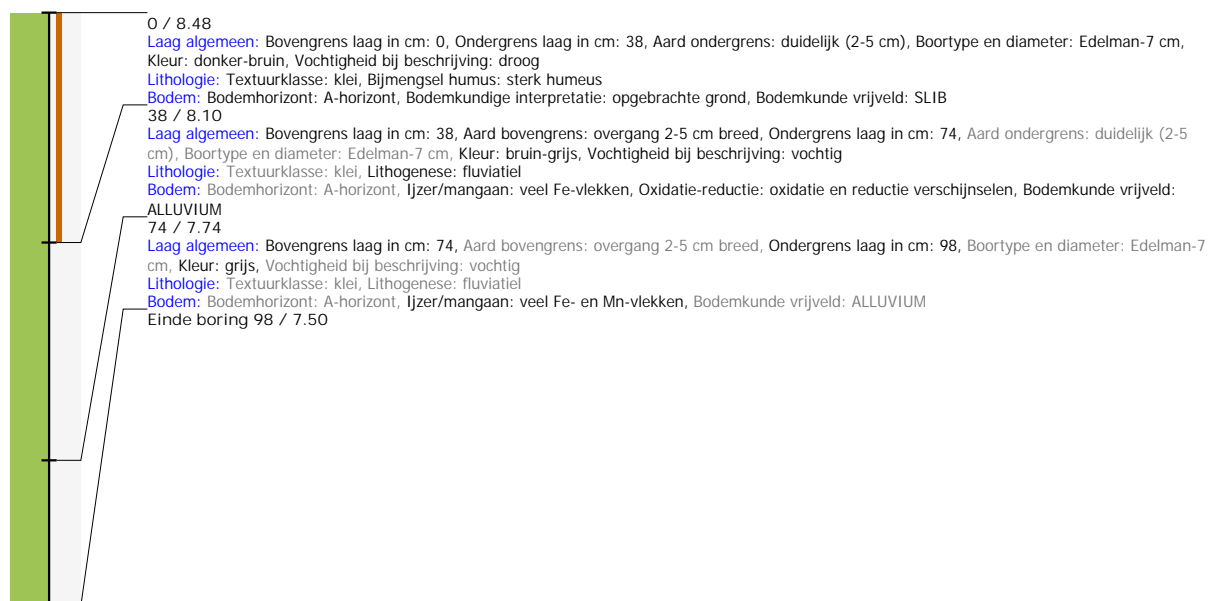 0 / 8.48
Laag algemeen: Bovengrens laag in cm: 0, Ondergrens laag in cm: 38, Aard ondergrens: duidelijk (2-5 cm), Boortype en diameter: Edelman-7 cm,
Kleur: donker-bruin, Vochtigheid bij beschrijving: droog
Lithologie: Textuurklasse: klei, Bijmengsel humus: sterk humeus
Bodem: Bodemhorizont: A-horizont, Bodemkundige interpretatie: opgebrachte grond, Bodemkunde vrijveld: SLIB
38 / 8.10
Laag algemeen: Bovengrens laag in cm: 38, Aard bovengrens: overgang 2-5 cm breed, Ondergrens laag in cm: 74, Aard ondergrens: duidelijk (2-5
cm), Boortype en diameter: Edelman-7 cm, Kleur: bruin-grijs, Vochtigheid bij beschrijving: vochtig
Lithologie: Textuurklasse: klei, Lithogenese: fluviatiel
Bodem: Bodemhorizont: A-horizont, Ijzer/mangaan: veel Fe-vlekken, Oxidatie-reductie: oxidatie en reductie verschijnselen, Bodemkunde vrijveld:
ALLUVIUM
74 / 7.74
Laag algemeen: Bovengrens laag in cm: 74, Aard bovengrens: overgang 2-5 cm breed, Ondergrens laag in cm: 98, Boortype en diameter: Edelman-7
cm, Kleur: grijs, Vochtigheid bij beschrijving: vochtig
Lithologie: Textuurklasse: klei, Lithogenese: fluviatiel
Bodem: Bodemhorizont: A-horizont, Ijzer/mangaan: veel Fe- en Mn-vlekken, Bodemkunde vrijveld: ALLUVIUM
Einde boring 98 / 7.50